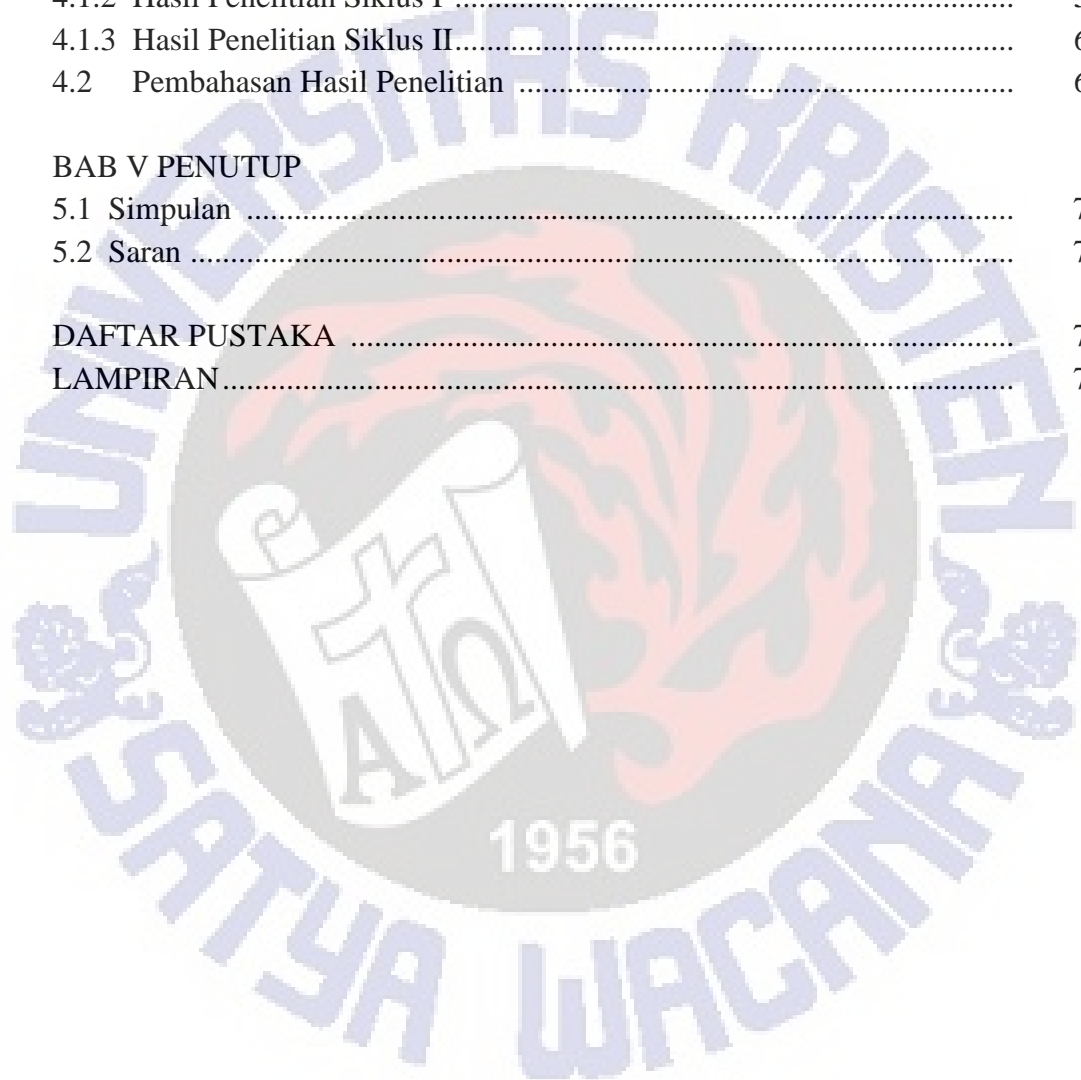 4.1.2 Hasil Penelitian Siklus I ......................................................................
4.1.3 Hasil Penelitian Siklus II......................................................................
4.2 Pembahasan Hasil Penelitian ..............................................................
BAB V PENUTUP
5.1 Simpulan ................................................................................................
5.2 Saran .......................................................................................................
DAFTAR PUSTAKA ...................................................................................
LAMPIRAN...................................................................................................
UNIVERSITAS KRISTEN
Α Ω
1956
SATYA WACANA